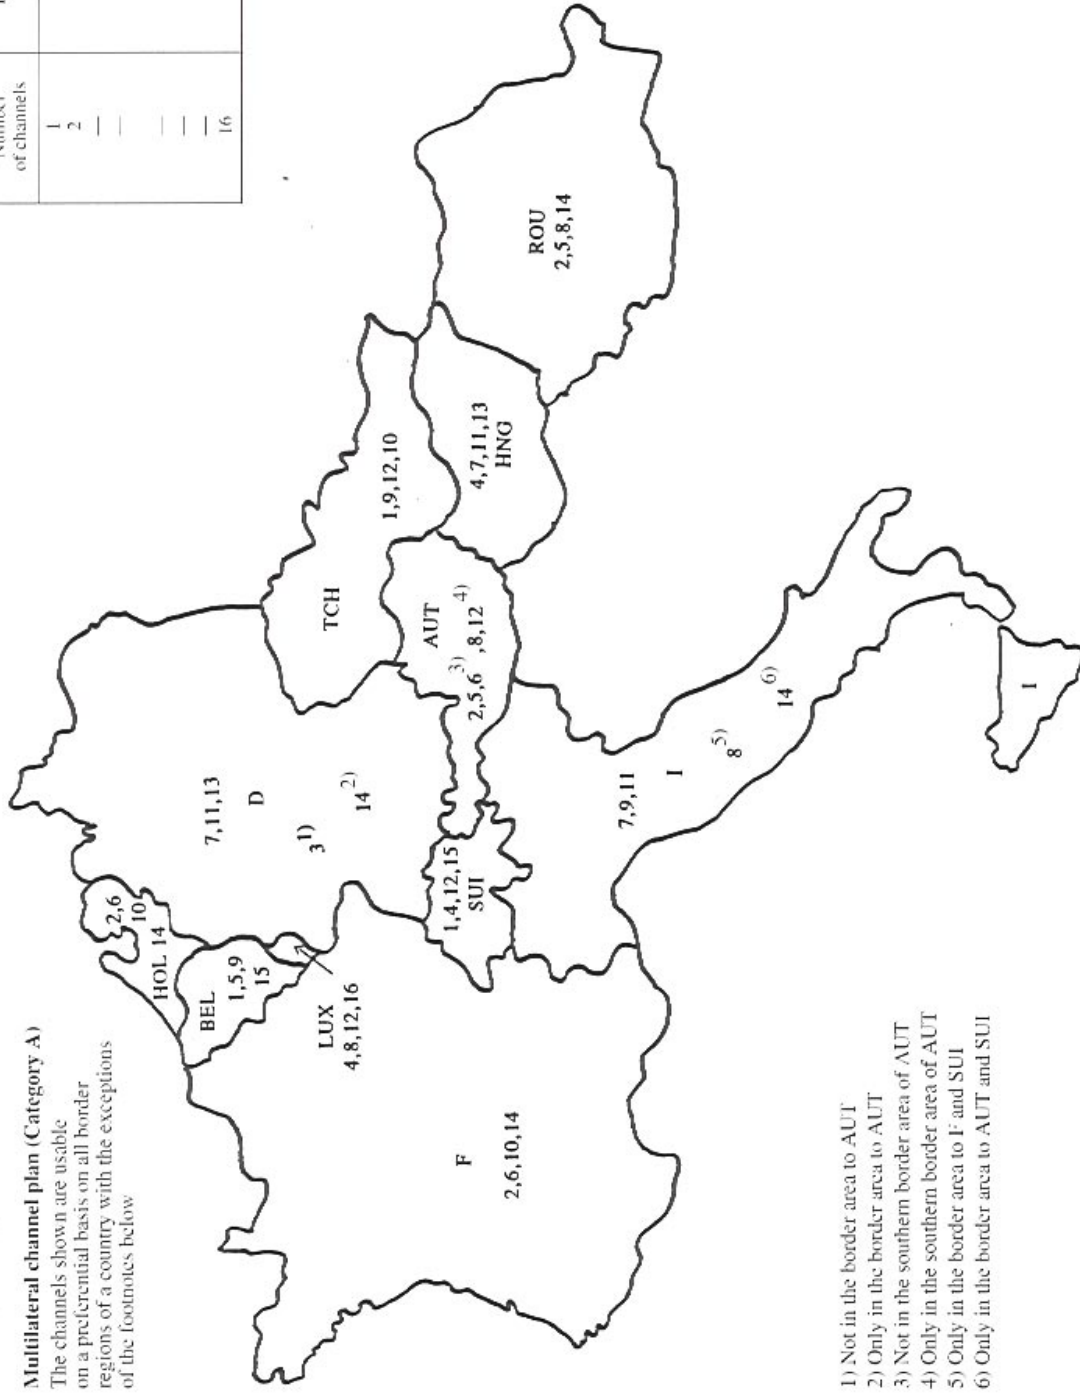 Multilateral channel plan (Category A)
The channels shown are usable
on a preferential basis on all border
regions of a country with the exceptions
of the footnotes below
of channels
1
2
—
—
—
—
—
16
HOL 14
2,6
10
BEL
1,5,9
15
LUX
4,8,12,16
F
2,6,10,14
7,11,13
D
3 1)
14 2)
1,4,12,15
SUI
TCH
1,9,12,10
AUT
2,5,6 3) ,8,12 4)
4,7,11,13
HNG
ROU
2,5,8,14
7,9,11
I
8 5)
14 6)
I
1) Not in the border area to AUT
2) Only in the border area to AUT
3) Not in the southern border area of AUT
4) Only in the southern border area of AUT
5) Only in the border area to F and SUI
6) Only in the border area to AUT and SUI